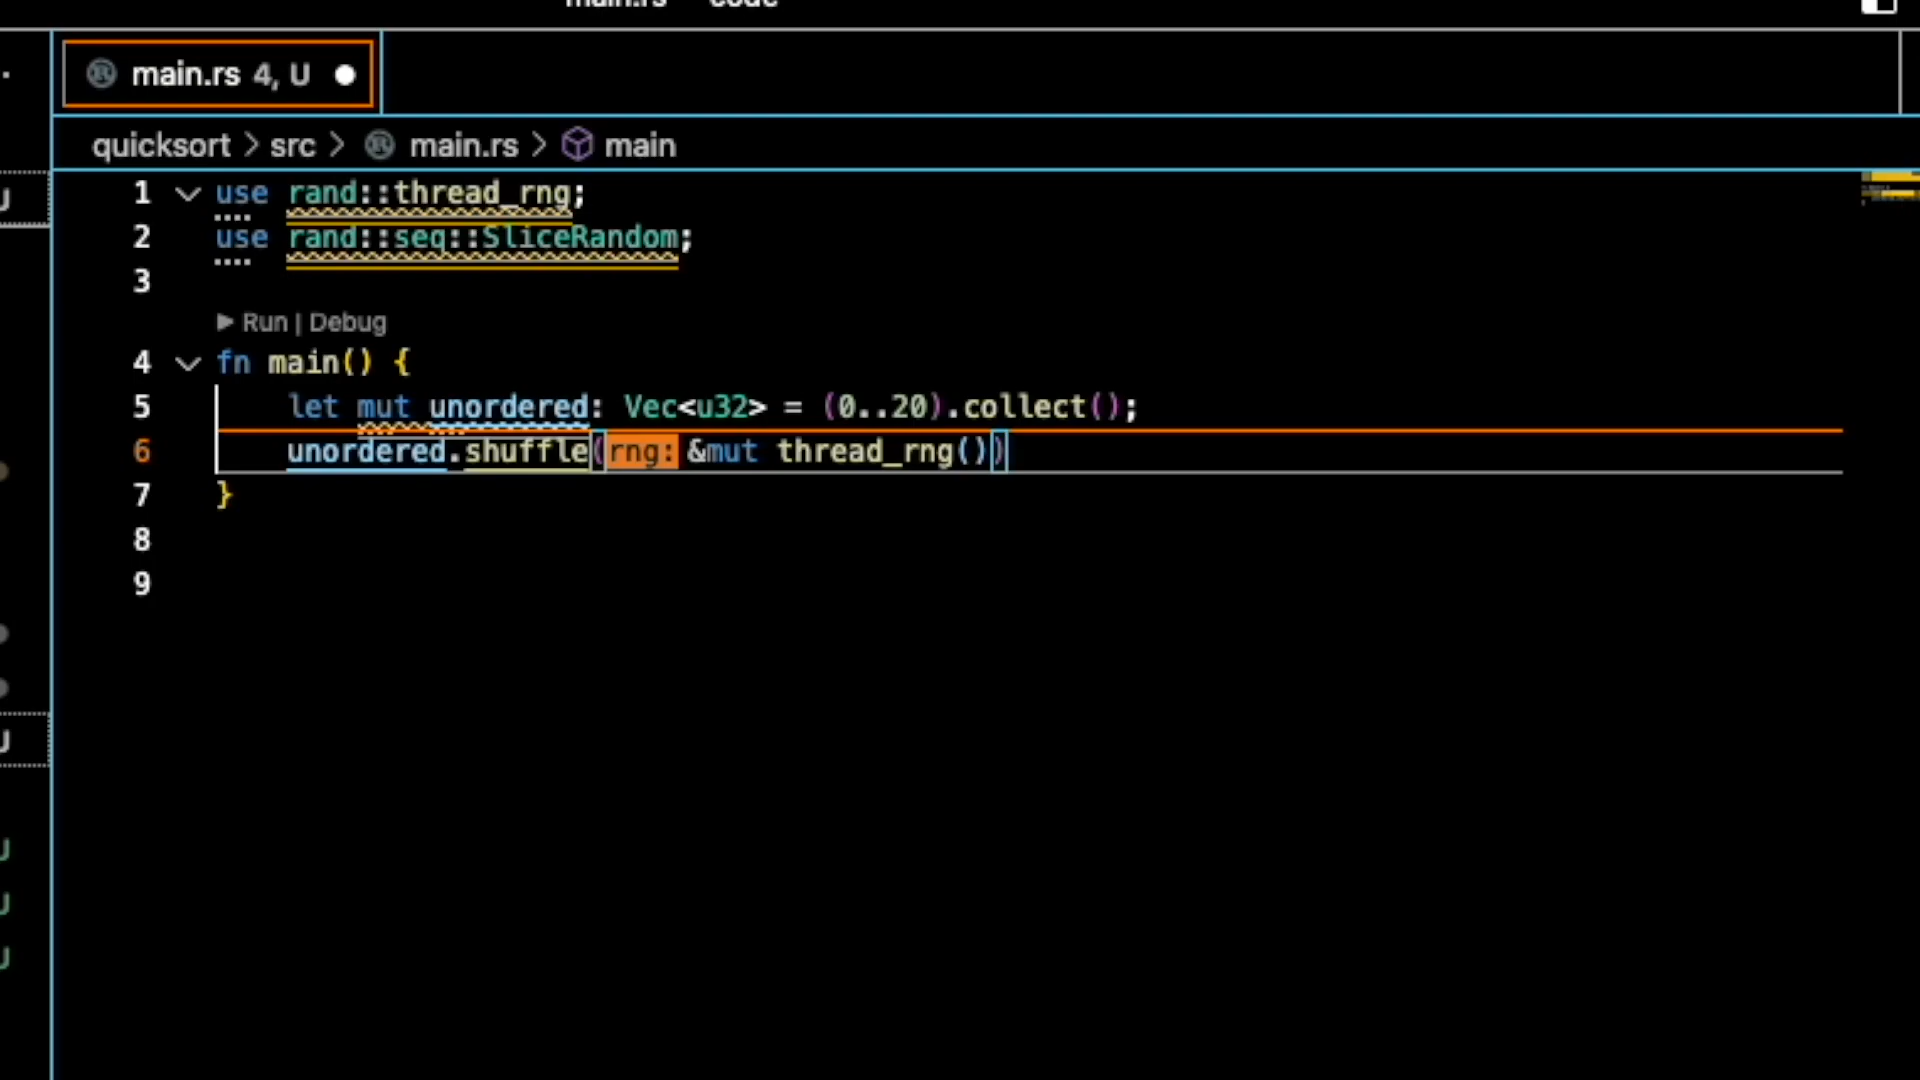 main.rs 4, U
quicksort > src > main.rs > main
1 use rand::thread_rng;
2 use rand::seq::SliceRandom;
3
Run | Debug
4 fn main() {
5 let mut unordered: Vec<u32> = (0..20).collect();
6 unordered.shuffle(rng: &mut thread_rng())
7 }
8
9